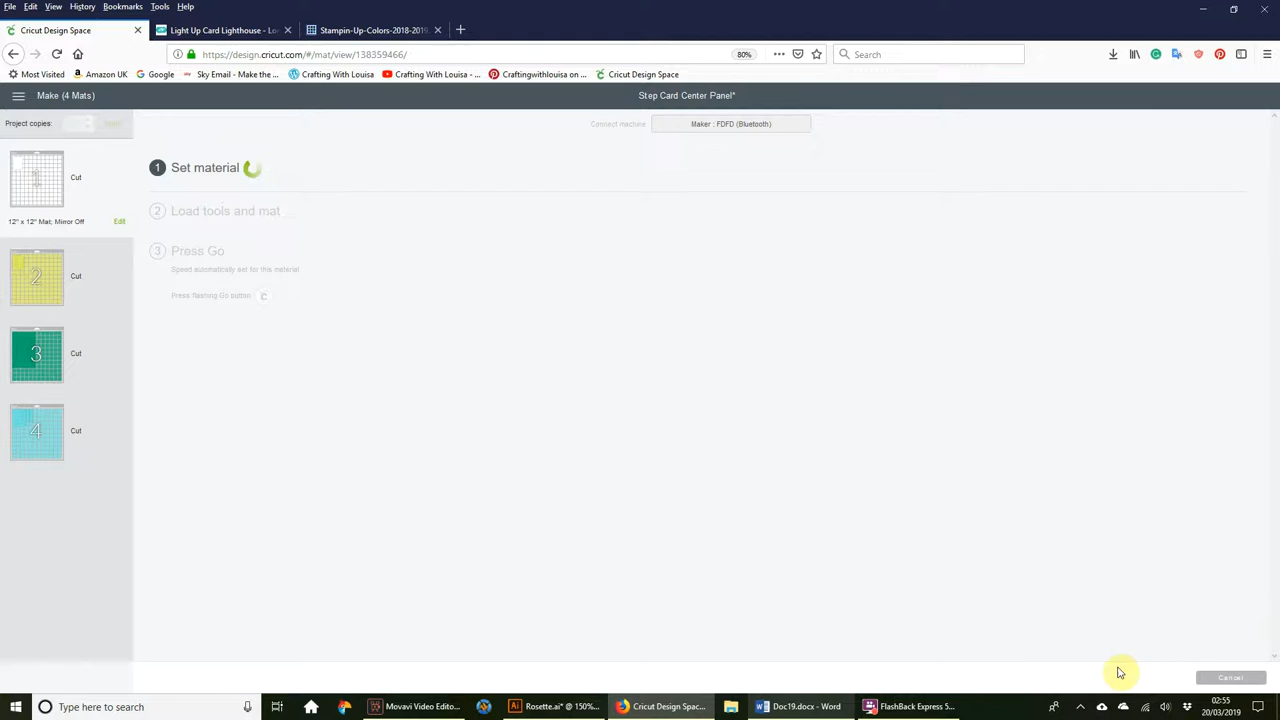 File Edit View History Bookmarks Tools Help
Cricut Design Space
Light Up Card Lighthouse - Lo
Stampin-Up-Colors-2018-2019.
https://design.cricut.com/#/mat/view/138359466/
80%
Search
Most Visited Amazon UK Google Sky Email - Make the ... Crafting With Louisa Crafting With Louisa - ... Craftingwithlouisa on ... Cricut Design Space
Make (4 Mats)
Step Card Center Panel*
Project copies:
Connect machine
Maker : FDFD (Bluetooth)
1 Cut
12" x 12" Mat; Mirror Off Edit
2 Cut
3 Cut
4 Cut
1 Set material
2 Load tools and mat
3 Press Go
Speed automatically set for this material
Press flashing Go button
Cancel
Type here to search
Movavi Video Edito...
Rosette.ai* @ 150%...
Cricut Design Spac...
Doc19.docx - Word
FlashBack Express 5...
02:55
20/03/2019